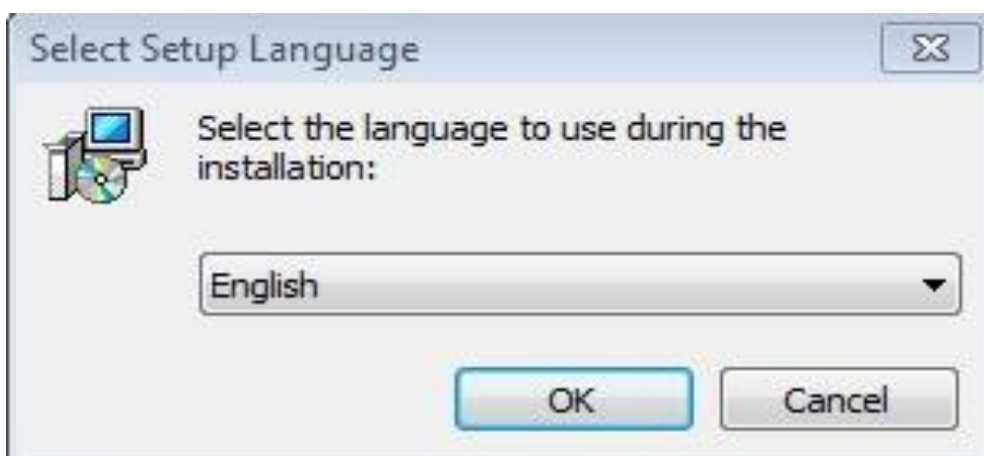 Select Setup Language
Select the language to use during the
installation:
English
OK
Cancel